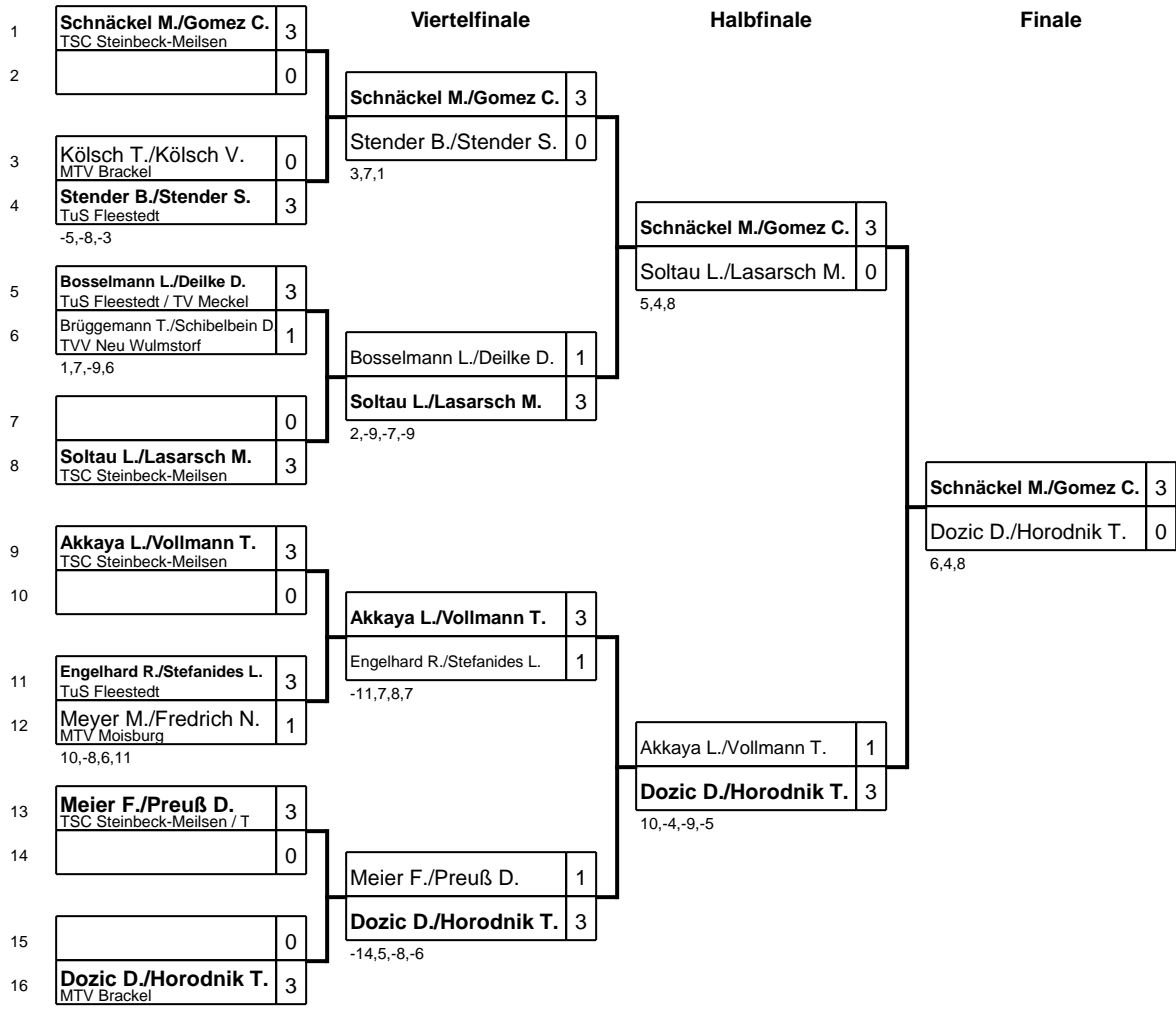 Viertelfinale
Halbfinale
Finale
1
Schnäckel M./Gomez C. 3
TSC Steinbeck-Meilsen
2
0
3
Kölsch T./Kölsch V. 0
MTV Brackel
4
Stender B./Stender S. 3
TuS Fleestedt
-5,-8,-3
5
Bosselmann L./Deilke D. 3
TuS Fleestedt / TV Meckel
6
Brüggemann T./Schibelbein D 1
TVV Neu Wulmstorf
1,7,-9,6
7
0
8
Soltau L./Lasarsch M. 3
TSC Steinbeck-Meilsen
9
Akkaya L./Vollmann T. 3
TSC Steinbeck-Meilsen
10
0
11
Engelhard R./Stefanides L. 3
TuS Fleestedt
12
Meyer M./Fredrich N. 1
MTV Moisburg
10,-8,6,11
13
Meier F./Preuß D. 3
TSC Steinbeck-Meilsen / T
14
0
15
0
16
Dozic D./Horodnik T. 3
MTV Brackel
Schnäckel M./Gomez C. 3
Stender B./Stender S. 0
3,7,1
Bosselmann L./Deilke D. 1
Soltau L./Lasarsch M. 3
2,-9,-7,-9
Akkaya L./Vollmann T. 3
Engelhard R./Stefanides L. 1
-11,7,8,7
Meier F./Preuß D. 1
Dozic D./Horodnik T. 3
-14,5,-8,-6
Schnäckel M./Gomez C. 3
Soltau L./Lasarsch M. 0
5,4,8
Akkaya L./Vollmann T. 1
Dozic D./Horodnik T. 3
10,-4,-9,-5
Schnäckel M./Gomez C. 3
Dozic D./Horodnik T. 0
6,4,8